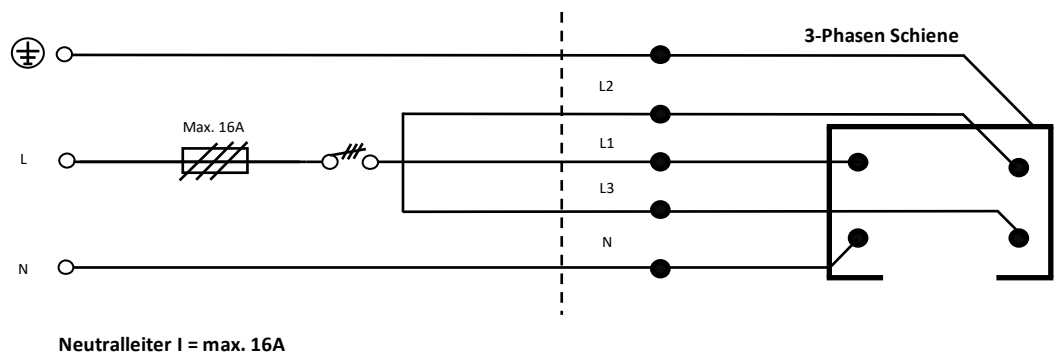 3-Phasen Schiene
L2
Max. 16A
L1
L
L3
N
N
Neutralleiter I = max. 16A